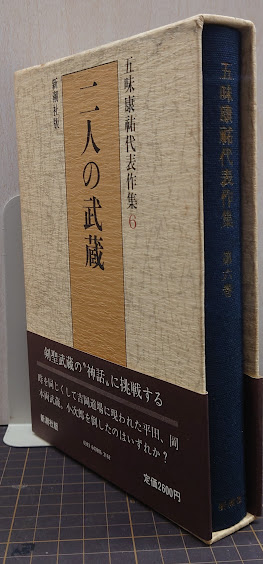 五味康祐代表作集6
二人の武蔵
新潮社版
剣聖武蔵の〝神話〟に挑戦する
時を同じくして吉岡道場に現われた平田、岡
本両武蔵。小次郎を倒したのはいずれか?
新潮社版
定価2600円
五味康祐代表作集 第六巻